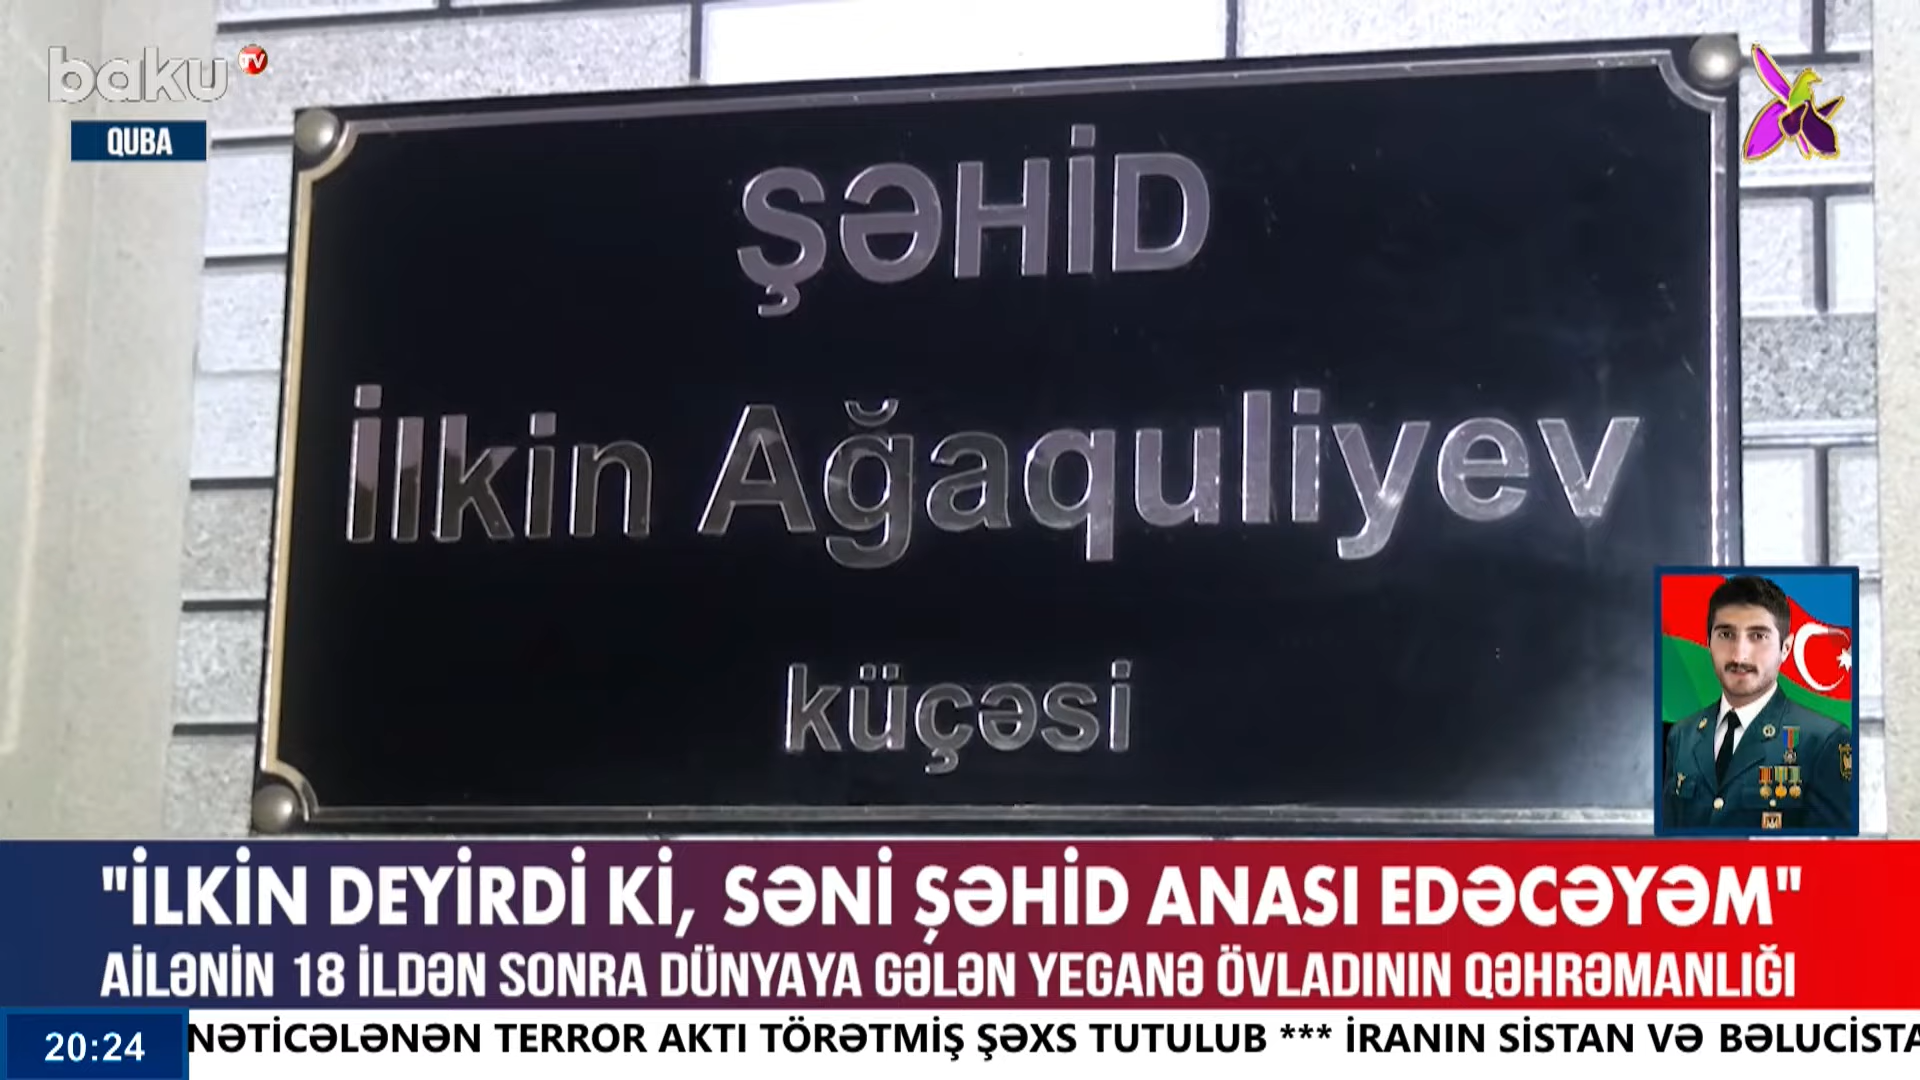 baku TV
QUBA
ŞƏHİD
İlkin Ağaquliyev
küçəsi
"İLKİN DEYİRDİ Kİ, SƏNİ ŞƏHİD ANASI EDƏCƏYƏM"
AİLƏNİN 18 İLDƏN SONRA DÜNYAYA GƏLƏN YEGANƏ ÖVLADININ QƏHRƏMANLIĞI
20:24 NƏTİCƏLƏNƏN TERROR AKTI TÖRƏTMİŞ ŞƏXS TUTULUB *** İRANIN SİSTAN VƏ BƏLUCİSTA